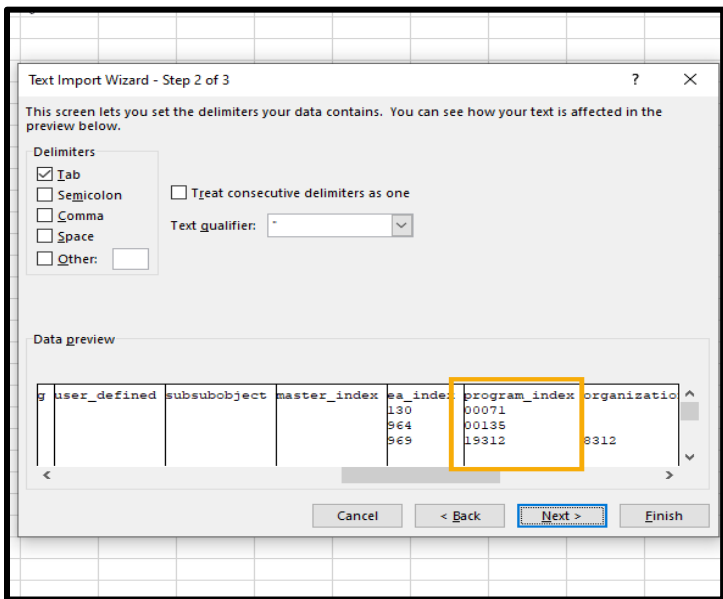 Text Import Wizard - Step 2 of 3 ?
This screen lets you set the delimiters your data contains. You can see how your text is affected in the
preview below.
Delimiters
Tab
Semicolon
Comma
Space
Other:
Treat consecutive delimiters as one
Text qualifier: "
Data preview
g user_defined subsubobject master_index ea_index program_index organizatio
130 00071
964 00135
969 19312 8312
Cancel < Back Next > Finish